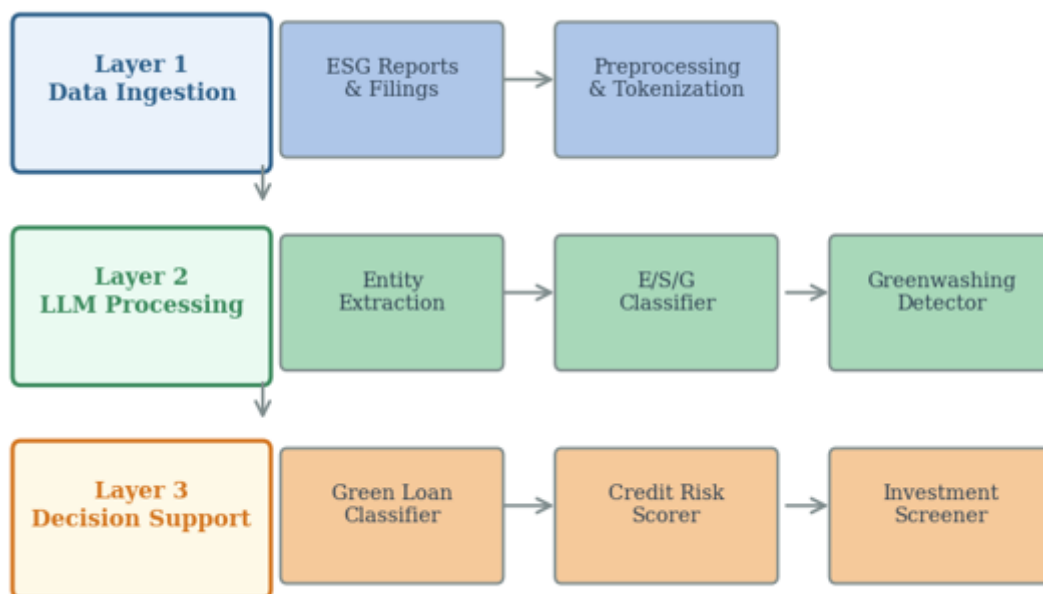 Layer 1
Data Ingestion
ESG Reports
& Filings
Preprocessing
& Tokenization
Layer 2
LLM Processing
Entity
Extraction
E/S/G
Classifier
Greenwashing
Detector
Layer 3
Decision Support
Green Loan
Classifier
Credit Risk
Scorer
Investment
Screener